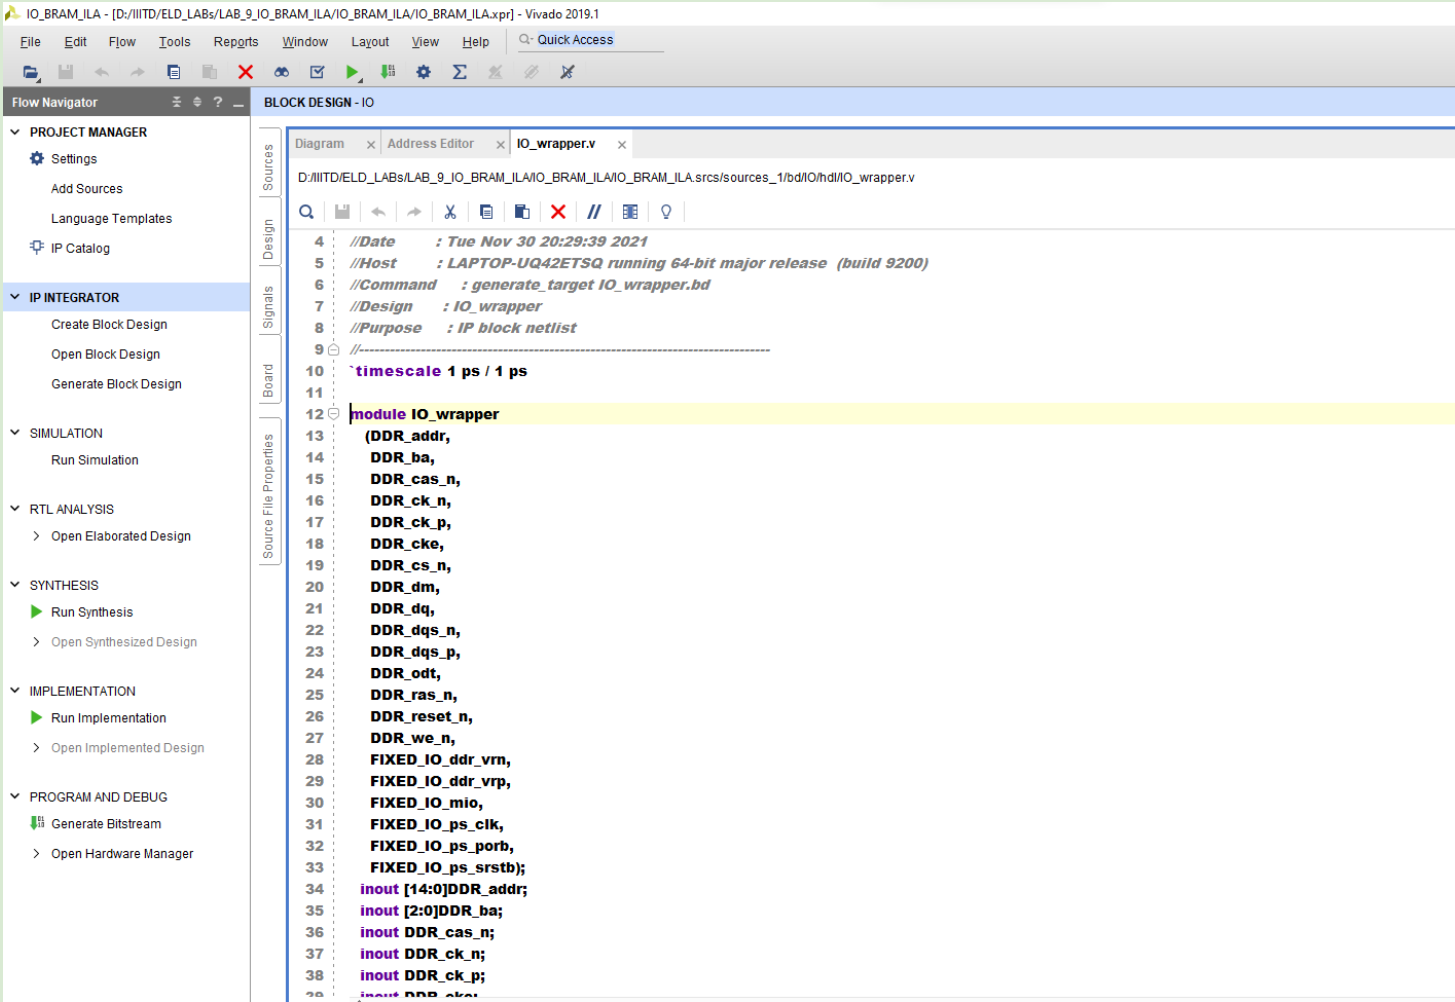 IO_BRAM_ILA - [D:/IIITD/ELD_LABs/LAB_9_IO_BRAM_ILA/IO_BRAM_ILA/IO_BRAM_ILA.xpr] - Vivado 2019.1
File Edit Flow Tools Reports Window Layout View Help Quick Access
Flow Navigator
BLOCK DESIGN - IO
PROJECT MANAGER
Settings
Add Sources
Language Templates
IP Catalog
IP INTEGRATOR
Create Block Design
Open Block Design
Generate Block Design
SIMULATION
Run Simulation
RTL ANALYSIS
Open Elaborated Design
SYNTHESIS
Run Synthesis
Open Synthesized Design
IMPLEMENTATION
Run Implementation
Open Implemented Design
PROGRAM AND DEBUG
Generate Bitstream
Open Hardware Manager
Sources
Design
Signals
Board
Source File Properties
Diagram Address Editor IO_wrapper.v
D:/IIITD/ELD_LABs/LAB_9_IO_BRAM_ILA/IO_BRAM_ILA/IO_BRAM_ILA.srcs/sources_1/bd/IO/hdl/IO_wrapper.v
4 //Date : Tue Nov 30 20:29:39 2021
5 //Host : LAPTOP-UQ42ETSQ running 64-bit major release (build 9200)
6 //Command : generate_target IO_wrapper.bd
7 //Design : IO_wrapper
8 //Purpose : IP block netlist
9 //--------------------------------------------------------------------------------
10 `timescale 1 ps / 1 ps
11
12 module IO_wrapper
13 (DDR_addr,
14 DDR_ba,
15 DDR_cas_n,
16 DDR_ck_n,
17 DDR_ck_p,
18 DDR_cke,
19 DDR_cs_n,
20 DDR_dm,
21 DDR_dq,
22 DDR_dqs_n,
23 DDR_dqs_p,
24 DDR_odt,
25 DDR_ras_n,
26 DDR_reset_n,
27 DDR_we_n,
28 FIXED_IO_ddr_vrn,
29 FIXED_IO_ddr_vrp,
30 FIXED_IO_mio,
31 FIXED_IO_ps_clk,
32 FIXED_IO_ps_porb,
33 FIXED_IO_ps_srstb);
34 inout [14:0]DDR_addr;
35 inout [2:0]DDR_ba;
36 inout DDR_cas_n;
37 inout DDR_ck_n;
38 inout DDR_ck_p;
39 inout DDR_cke;